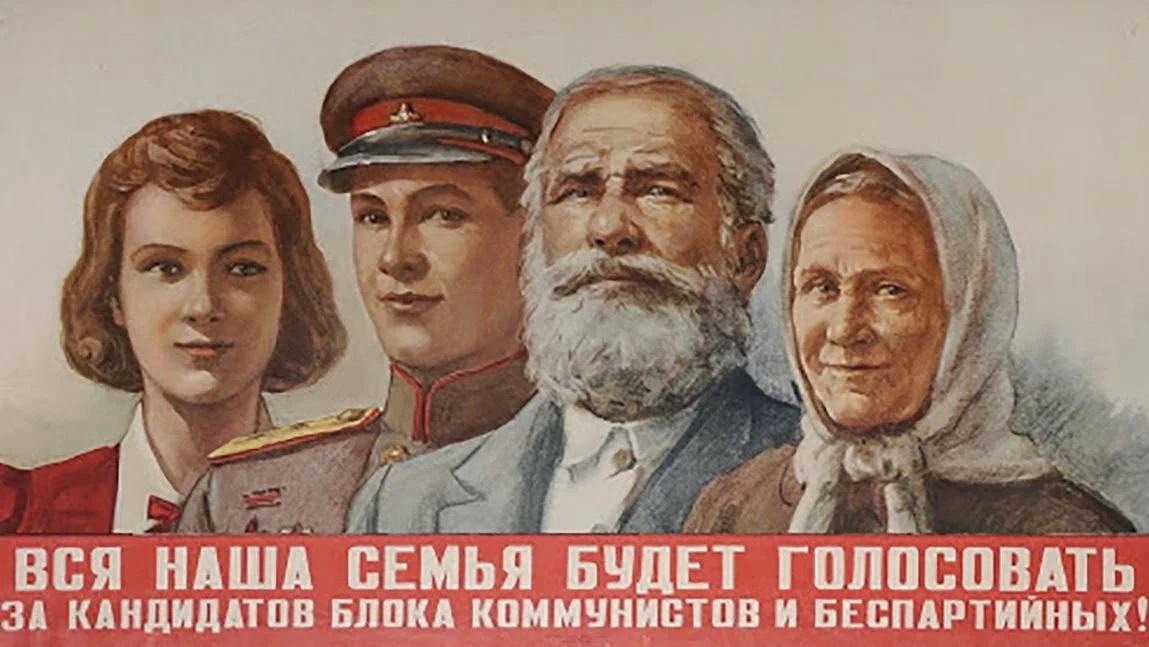 ВСЯ НАША СЕМЬЯ БУДЕТ ГОЛОСОВАТЬ
ЗА КАНДИДАТОВ БЛОКА КОММУНИСТОВ И БЕСПАРТИЙНЫХ!